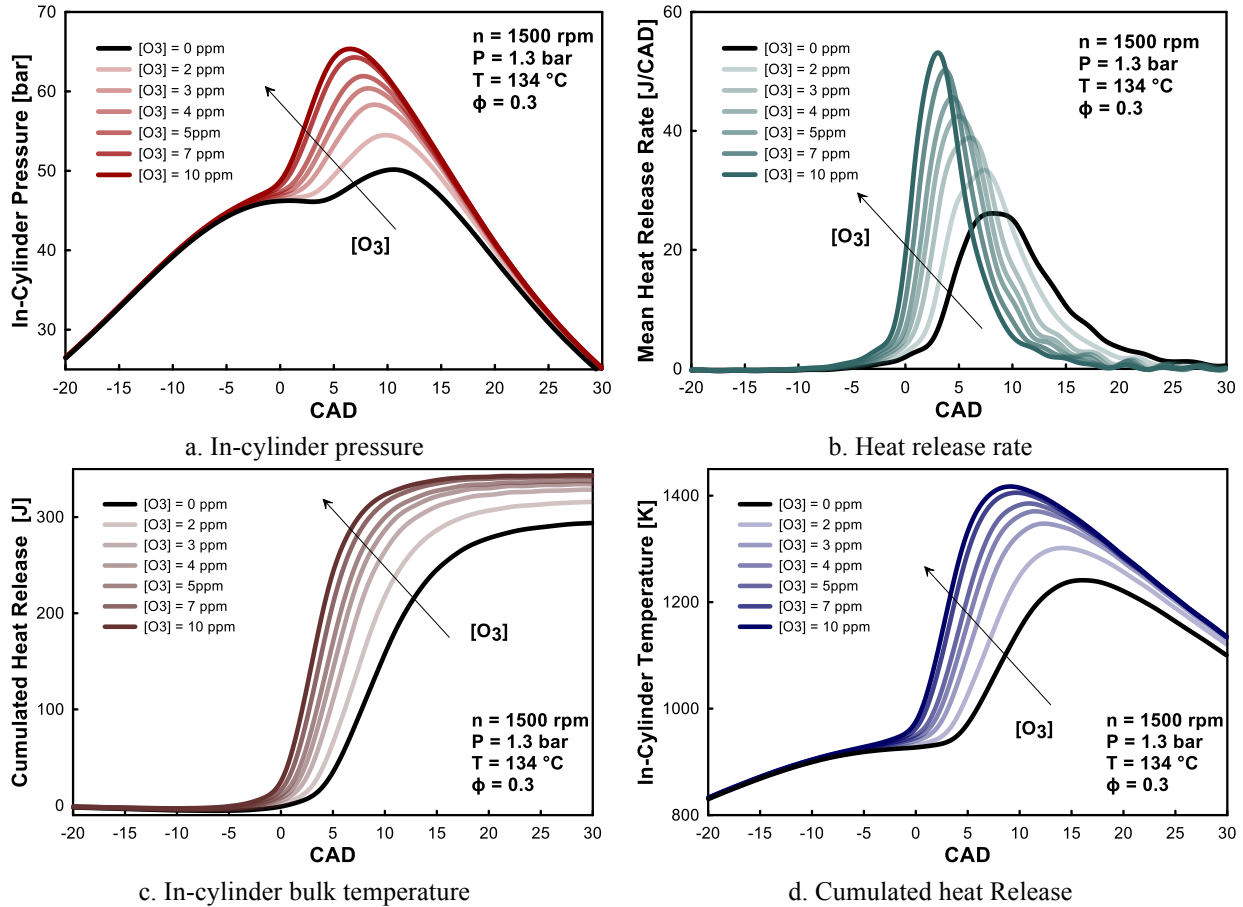 In-Cylinder Pressure [bar]
70
60
50
40
30
[O3] = 0 ppm
[O3] = 2 ppm
[O3] = 3 ppm
[O3] = 4 ppm
[O3] = 5ppm
[O3] = 7 ppm
[O3] = 10 ppm
n = 1500 rpm
P = 1.3 bar
T = 134 °C
ϕ = 0.3
[O₃]
-20 -15 -10 -5 0 5 10 15 20 25 30
CAD
a. In-cylinder pressure
Mean Heat Release Rate [J/CAD]
60
40
20
0
[O3] = 0 ppm
[O3] = 2 ppm
[O3] = 3 ppm
[O3] = 4 ppm
[O3] = 5ppm
[O3] = 7 ppm
[O3] = 10 ppm
n = 1500 rpm
P = 1.3 bar
T = 134 °C
ϕ = 0.3
[O₃]
-20 -15 -10 -5 0 5 10 15 20 25 30
CAD
b. Heat release rate
Cumulated Heat Release [J]
300
200
100
0
[O3] = 0 ppm
[O3] = 2 ppm
[O3] = 3 ppm
[O3] = 4 ppm
[O3] = 5ppm
[O3] = 7 ppm
[O3] = 10 ppm
[O₃]
n = 1500 rpm
P = 1.3 bar
T = 134 °C
ϕ = 0.3
-20 -15 -10 -5 0 5 10 15 20 25 30
CAD
c. In-cylinder bulk temperature
In-Cylinder Temperature [K]
1400
1200
1000
800
[O3] = 0 ppm
[O3] = 2 ppm
[O3] = 3 ppm
[O3] = 4 ppm
[O3] = 5ppm
[O3] = 7 ppm
[O3] = 10 ppm
[O₃]
n = 1500 rpm
P = 1.3 bar
T = 134 °C
ϕ = 0.3
-20 -15 -10 -5 0 5 10 15 20 25 30
CAD
d. Cumulated heat Release